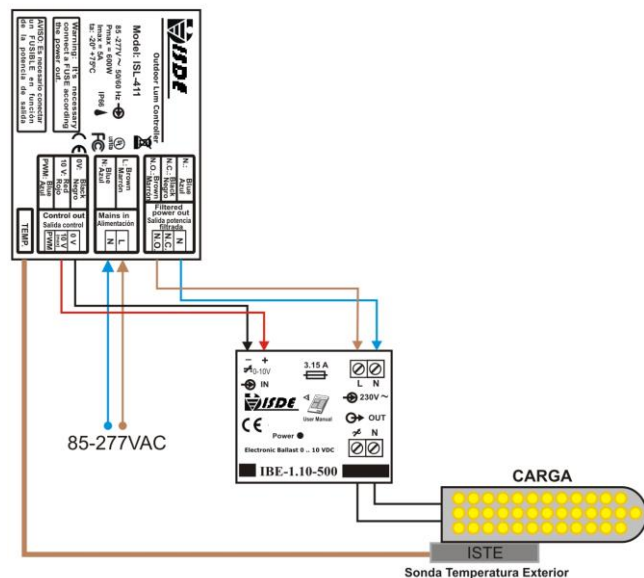 ISDE
Outdoor Lum Controller
Model: ISL-411
85 -277V ~ 50/60 Hz
Pmax = 600W
Imax = 5A
ta: -20º +75ºC
IP66
FC
Warning: It's necessary
connect a FUSE according
the power out.
CE
AVISO: Es necesario conectar
un FUSIBLE en función
de la potencia de salida
N.: Blue
Azul
N.C.: Black
Negro
N.O.: Brown
Marrón
Filtered
power out
Salida potencia
filtrada
N
N.C.
N.O.
L: Brown
Marrón
N: Blue
Azul
Mains in
Alimentación
L
N
0V: Black
Negro
10 V: Red
Rojo
PWM: Blue
Azul
Control out
Salida control
0 V
10 V
PWM
TEMP.
85-277VAC
- +
0-10V
IN
3.15 A
L N
ISDE
User Manual
230V ~
OUT
CE
Power
N
Electronic Ballast 0 .. 10 VDC
IBE-1.10-500
CARGA
ISTE
Sonda Temperatura Exterior